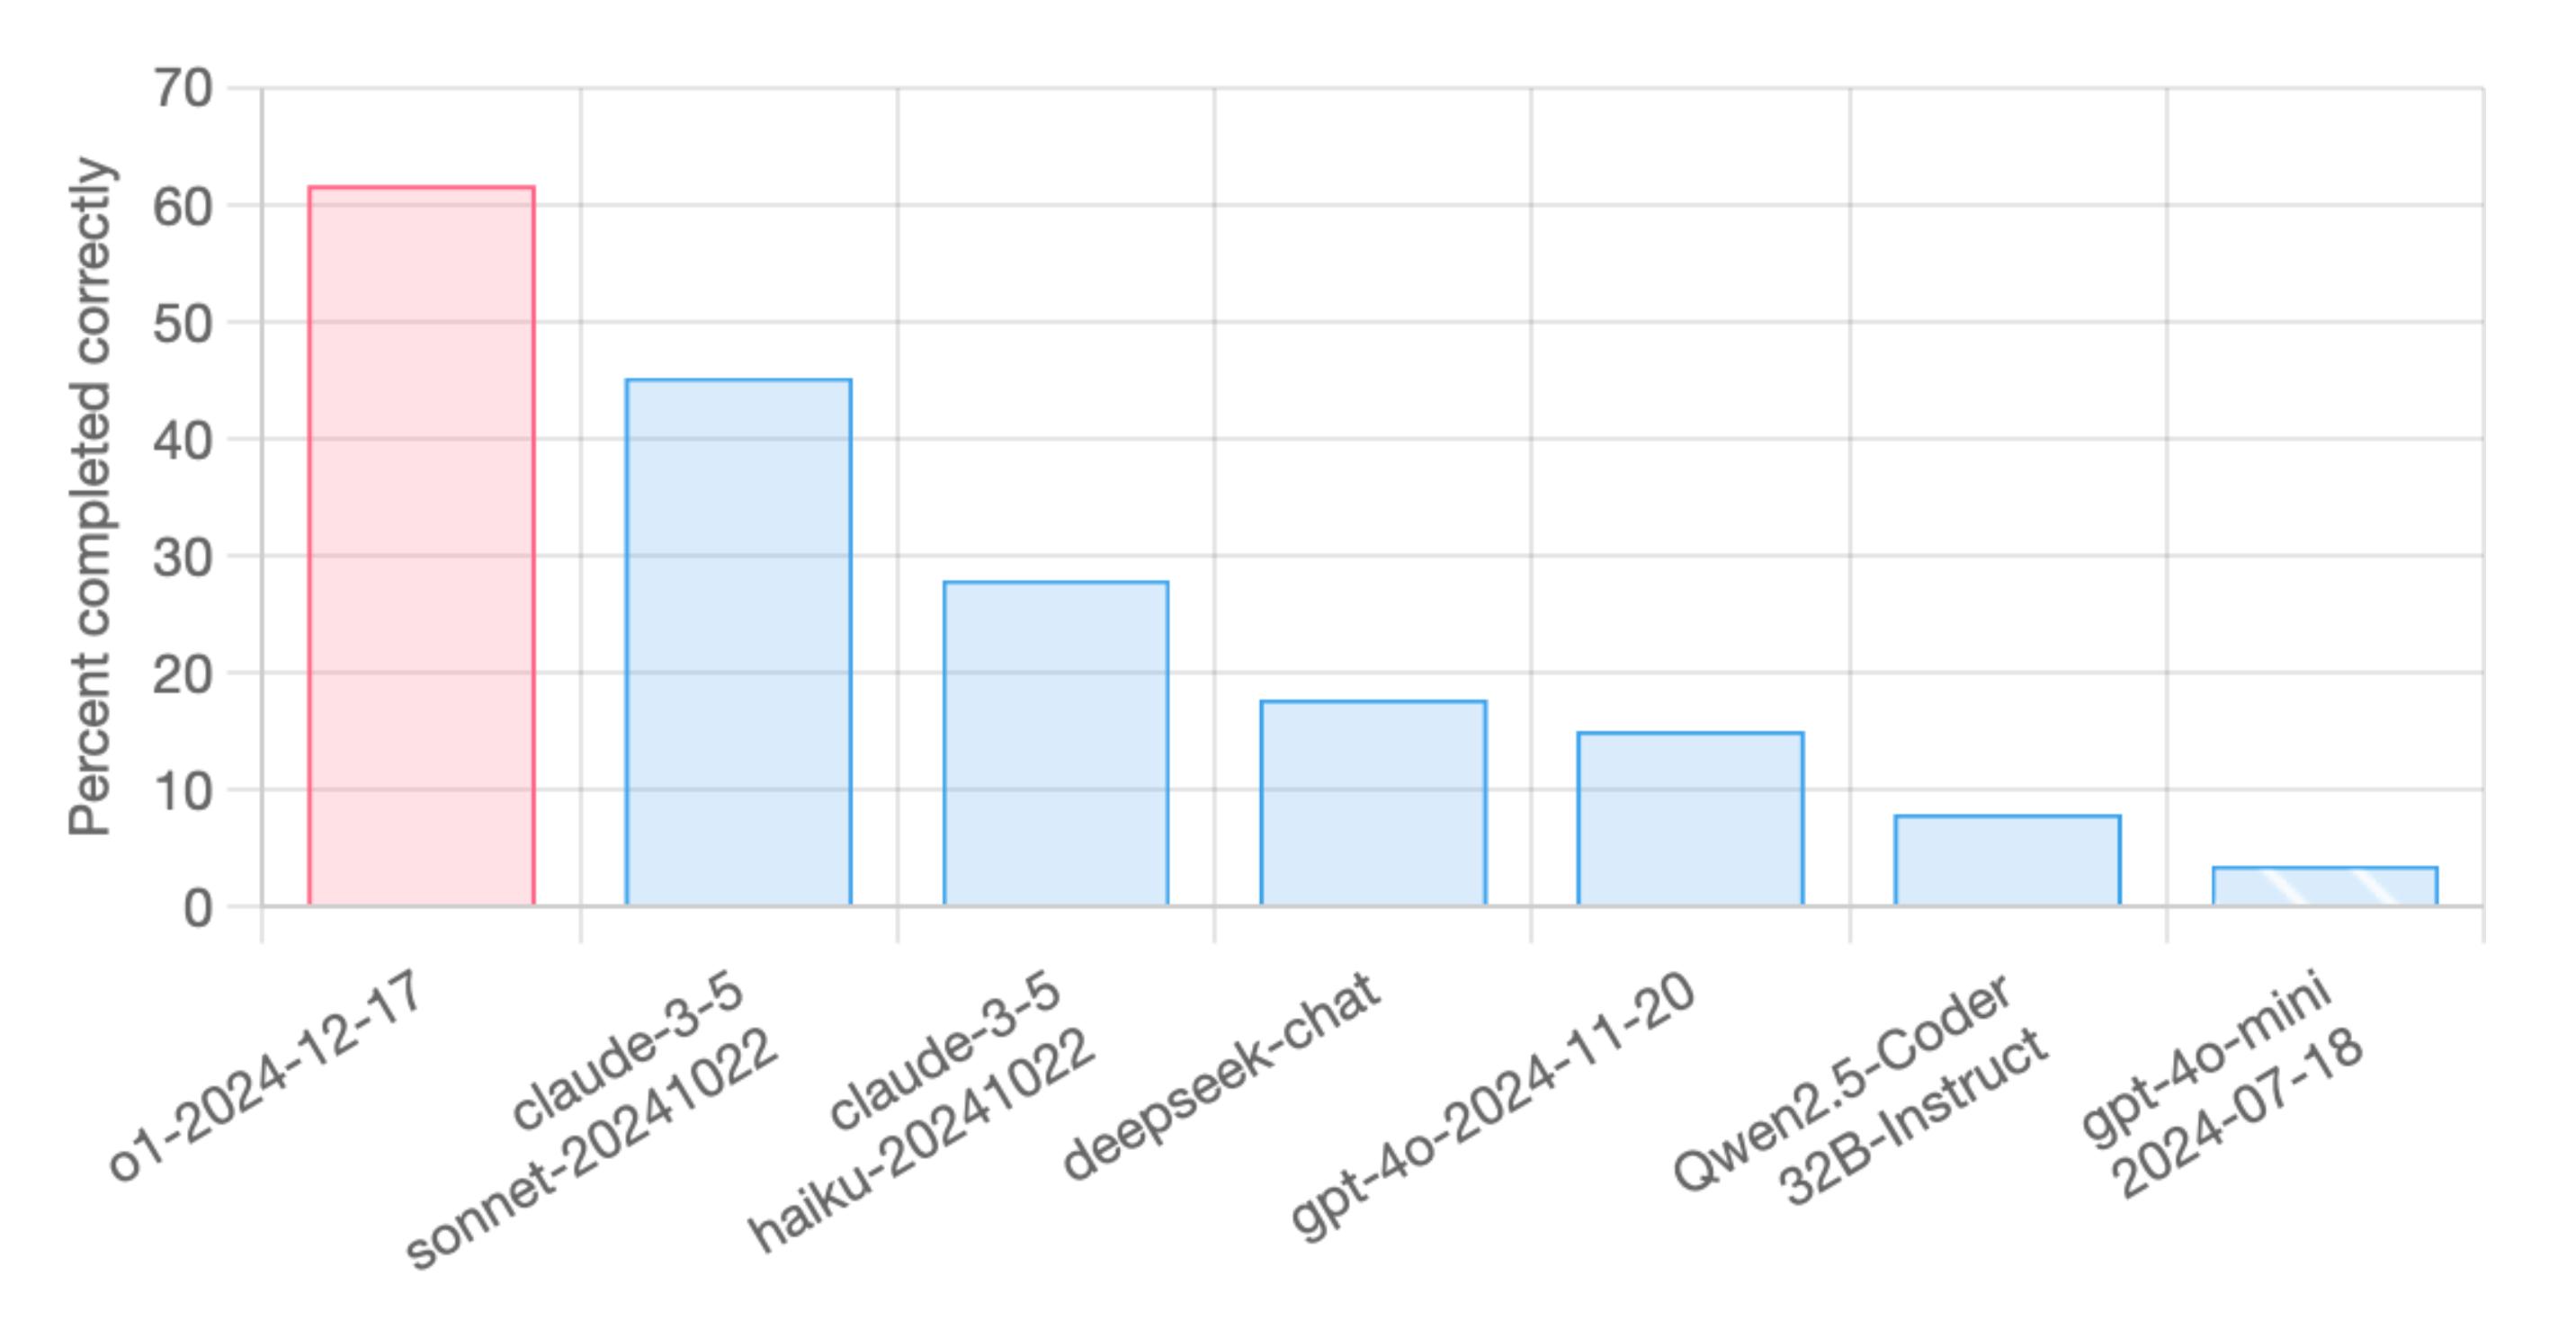 Percent completed correctly
70
60
50
40
30
20
10
0
o1-2024-12-17
claude-3-5
sonnet-20241022
claude-3-5
haiku-20241022
deepseek-chat
gpt-4o-2024-11-20
Qwen2.5-Coder
32B-Instruct
gpt-4o-mini
2024-07-18